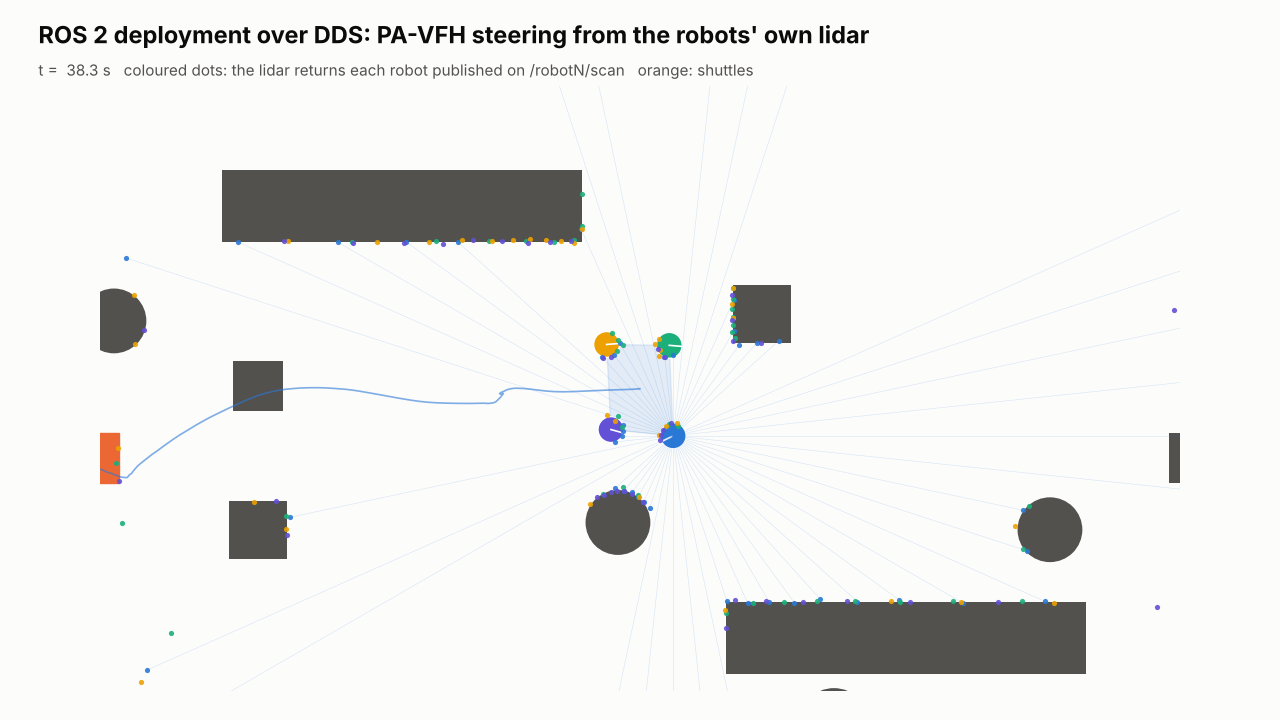 ROS 2 deployment over DDS: PA-VFH steering from the robots' own lidar
t =  38.3 s   coloured dots: the lidar returns each robot published on /robotN/scan   orange: shuttles